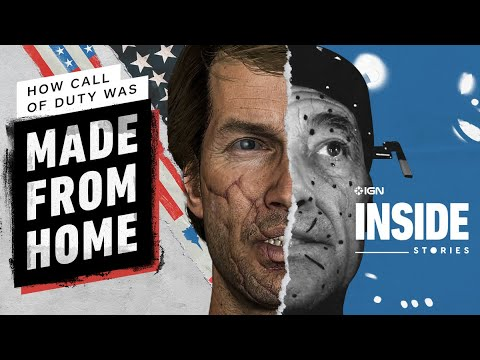 HOW CALL
OF DUTY WAS
MADE
FROM
HOME
IGN
INSIDE
STORIES